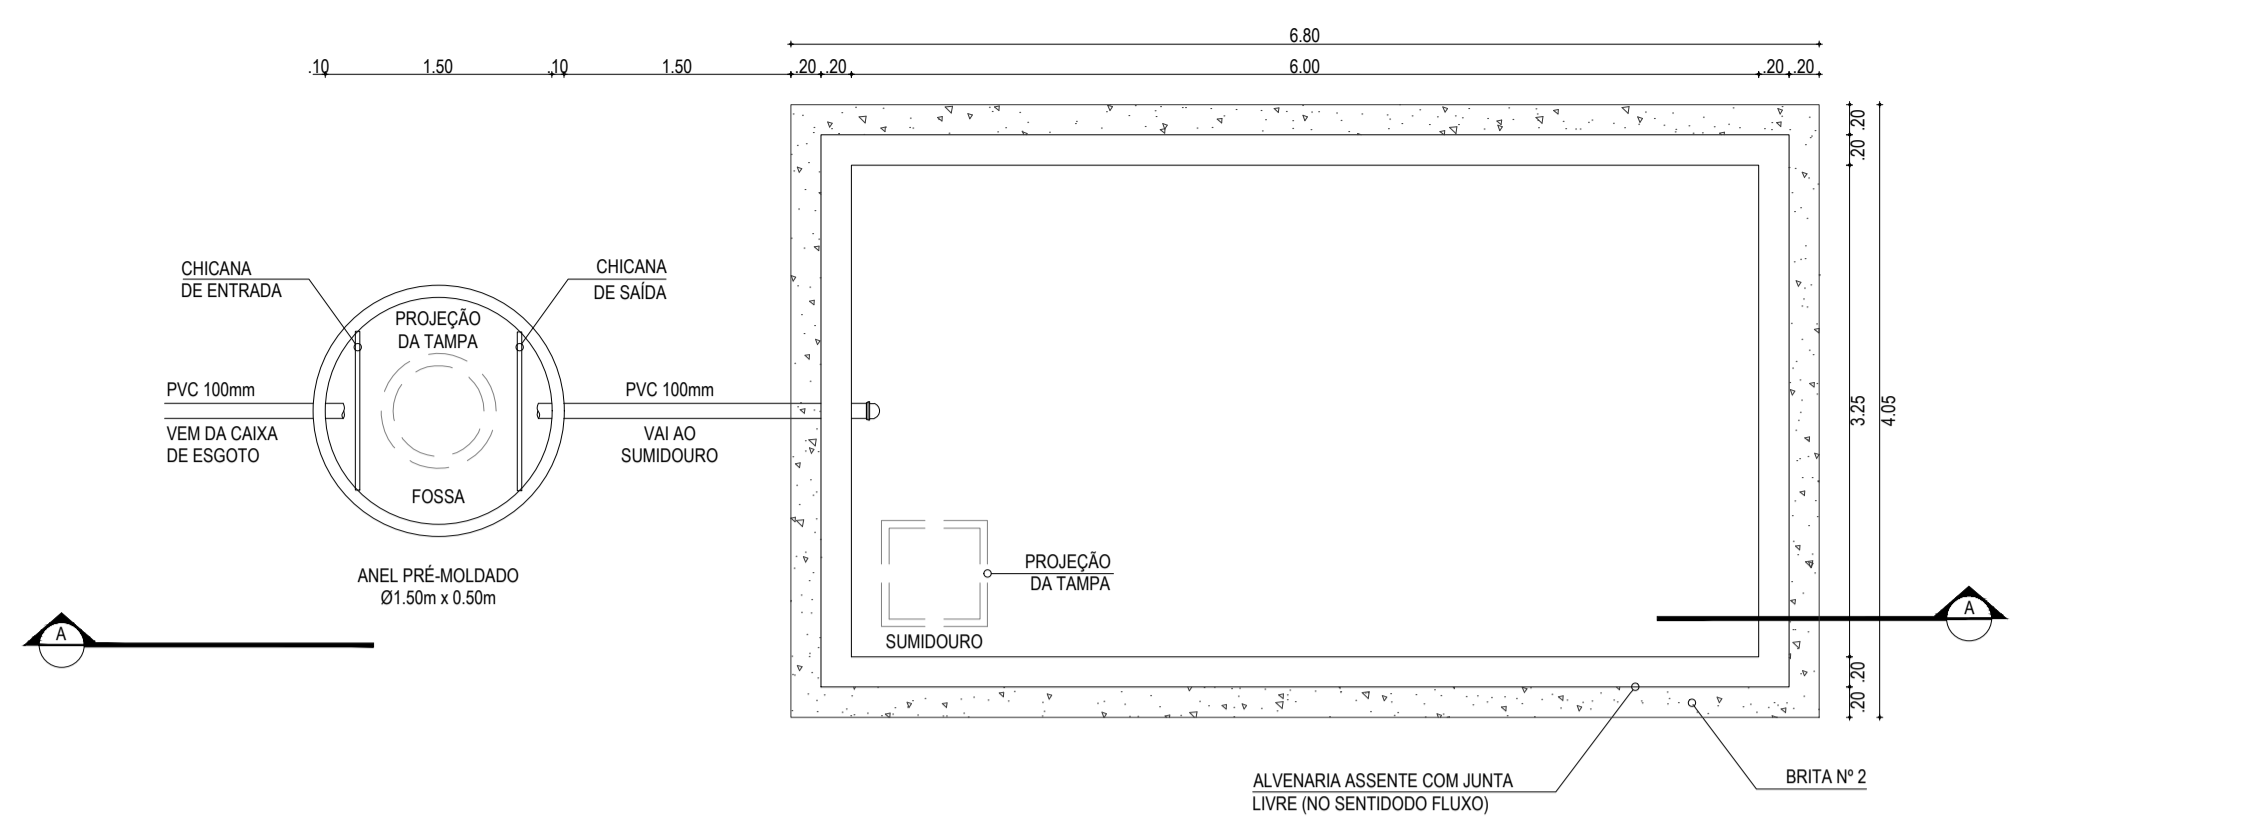 6.80
.10
1.50
.10
1.50
.20
.20
6.00
.20
.20
.20
.20
3.25
4.05
.20
.20
CHICANA
DE ENTRADA
CHICANA
DE SAÍDA
PROJEÇÃO
DA TAMPA
PVC 100mm
VEM DA CAIXA
DE ESGOTO
PVC 100mm
VAI AO
SUMIDOURO
FOSSA
ANEL PRÉ-MOLDADO
Ø1.50m x 0.50m
PROJEÇÃO
DA TAMPA
SUMIDOURO
A
A
ALVENARIA ASSENTE COM JUNTA
LIVRE (NO SENTIDODO FLUXO)
BRITA Nº 2